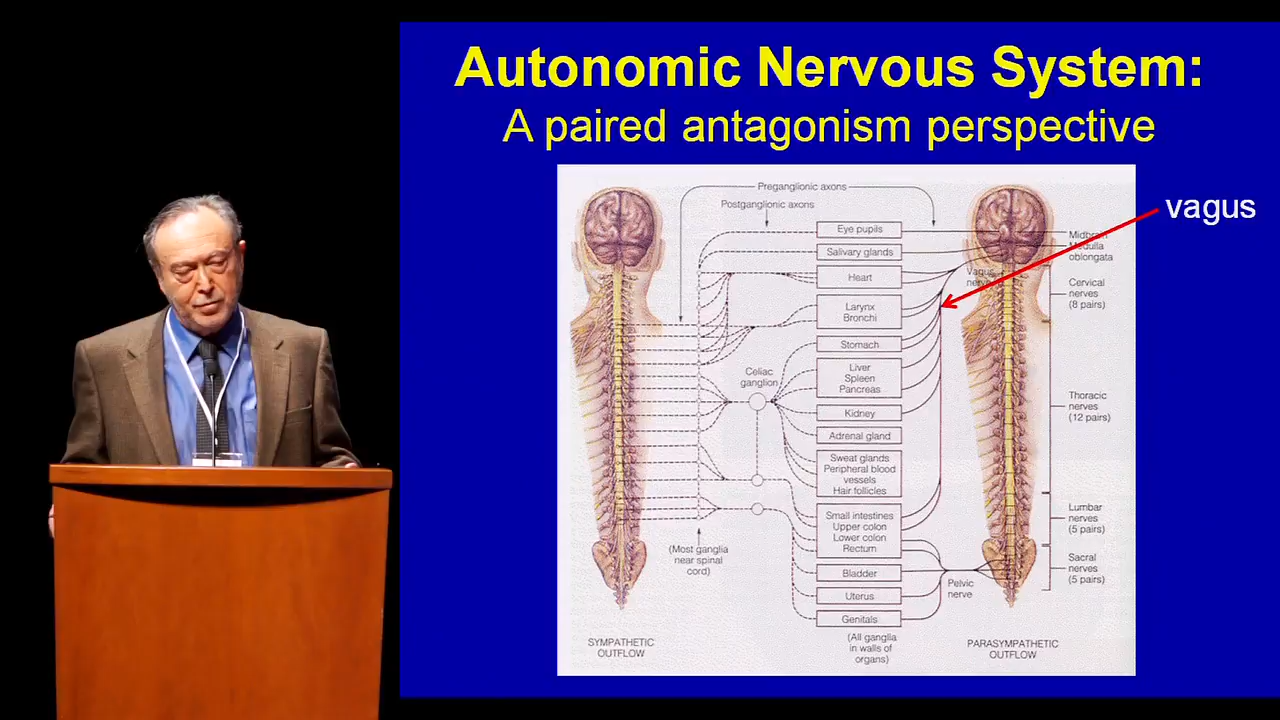 Autonomic Nervous System:
A paired antagonism perspective
Preganglionic axons
Postganglionic axons
vagus
Eye pupils
Salivary glands
Heart
Larynx
Bronchi
Stomach
Liver
Spleen
Pancreas
Kidney
Adrenal gland
Sweat glands
Peripheral blood
vessels
Hair follicles
Small intestines
Upper colon
Lower colon
Rectum
Bladder
Uterus
Genitals
(All ganglia
in walls of
organs)
Celiac
ganglion
(Most ganglia
near spinal
cord)
Vagus
nerve
Pelvic
nerve
Midbrain
Medulla
oblongata
Cervical
nerves
(8 pairs)
Thoracic
nerves
(12 pairs)
Lumbar
nerves
(5 pairs)
Sacral
nerves
(5 pairs)
SYMPATHETIC
OUTFLOW
PARASYMPATHETIC
OUTFLOW